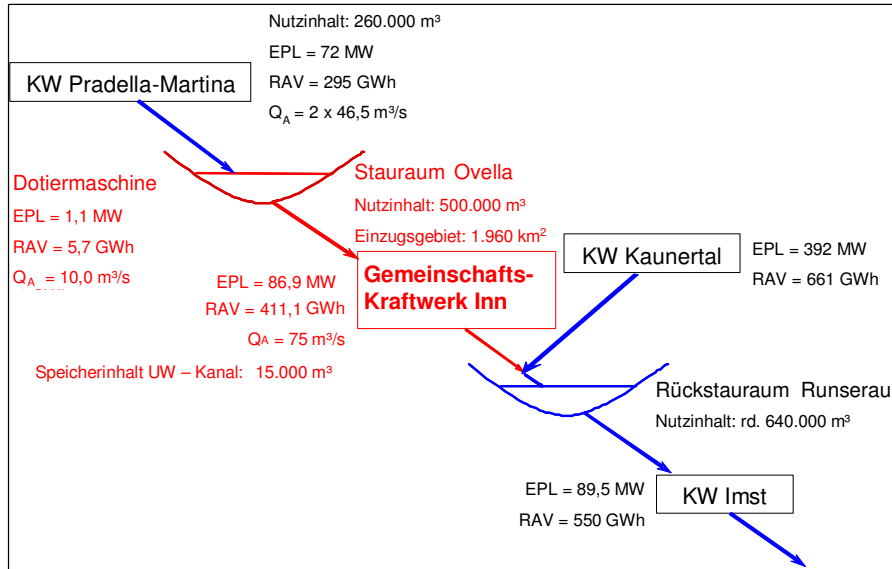 Nutzinhalt: 260.000 m³
EPL = 72 MW
RAV = 295 GWh
QA = 2 x 46,5 m³/s
KW Pradella-Martina
Dotiermaschine
EPL = 1,1 MW
RAV = 5,7 GWh
QA = 10,0 m³/s
Stauraum Ovella
Nutzinhalt: 500.000 m³
Einzugsgebiet: 1.960 km²
EPL = 86,9 MW
RAV = 411,1 GWh
QA = 75 m³/s
Speicherinhalt UW – Kanal: 15.000 m³
Gemeinschafts-
Kraftwerk Inn
KW Kaunertal
EPL = 392 MW
RAV = 661 GWh
Rückstauraum Runserau
Nutzinhalt: rd. 640.000 m³
EPL = 89,5 MW
RAV = 550 GWh
KW Imst